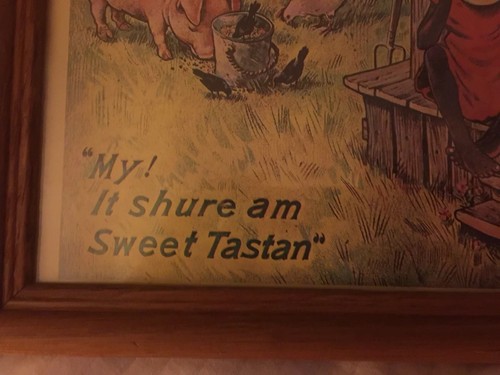 "My!
It shure am
Sweet Tastan"